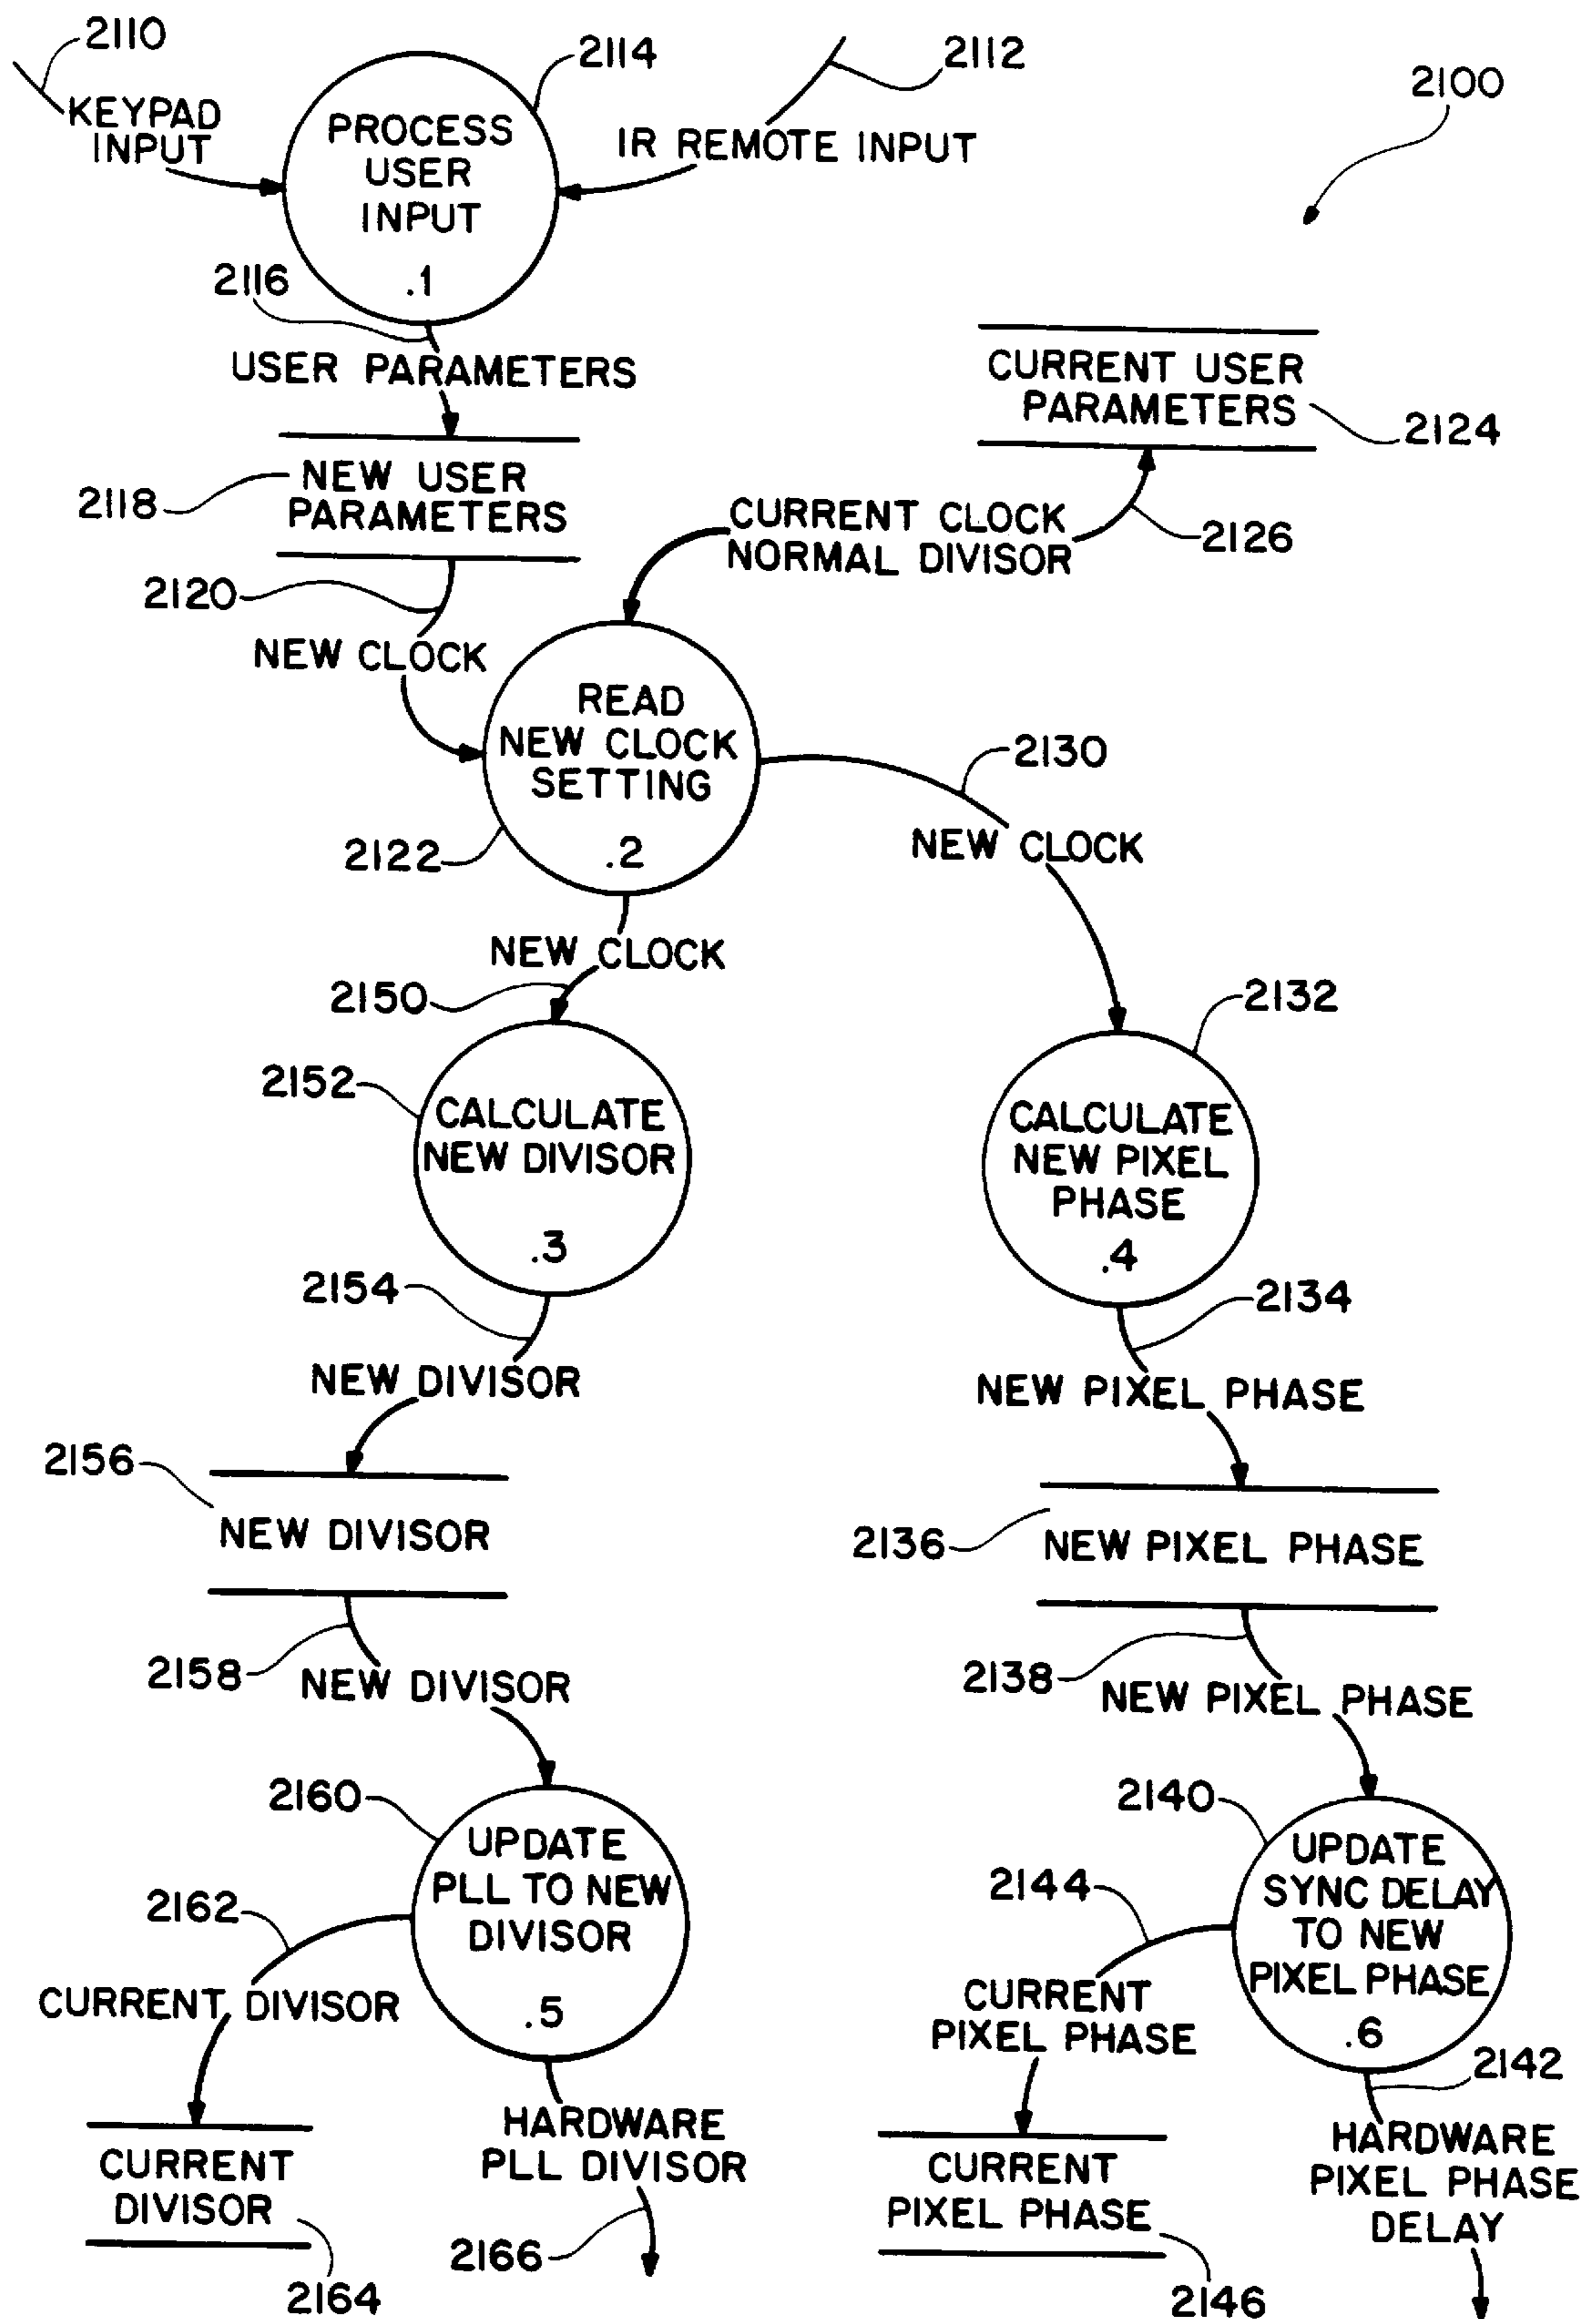 2110
2114
2112
2100
KEYPAD
INPUT
PROCESS
USER
INPUT
.1
IR REMOTE INPUT
2116
USER PARAMETERS
CURRENT USER
PARAMETERS
2124
2118
NEW USER
PARAMETERS
CURRENT CLOCK
NORMAL DIVISOR
2126
2120
NEW CLOCK
READ
NEW CLOCK
SETTING
.2
2122
2130
NEW CLOCK
NEW CLOCK
2150
2132
2152
CALCULATE
NEW DIVISOR
.3
CALCULATE
NEW PIXEL
PHASE
.4
2154
2134
NEW DIVISOR
NEW PIXEL PHASE
2156
NEW DIVISOR
2136
NEW PIXEL PHASE
2158
NEW DIVISOR
2138
NEW PIXEL PHASE
2160
UPDATE
PLL TO NEW
DIVISOR
.5
2140
UPDATE
SYNC DELAY
TO NEW
PIXEL PHASE
.6
2162
CURRENT DIVISOR
2144
CURRENT
PIXEL PHASE
2142
HARDWARE
PLL DIVISOR
HARDWARE
PIXEL PHASE
DELAY
CURRENT
DIVISOR
2164
2166
CURRENT
PIXEL PHASE
2146